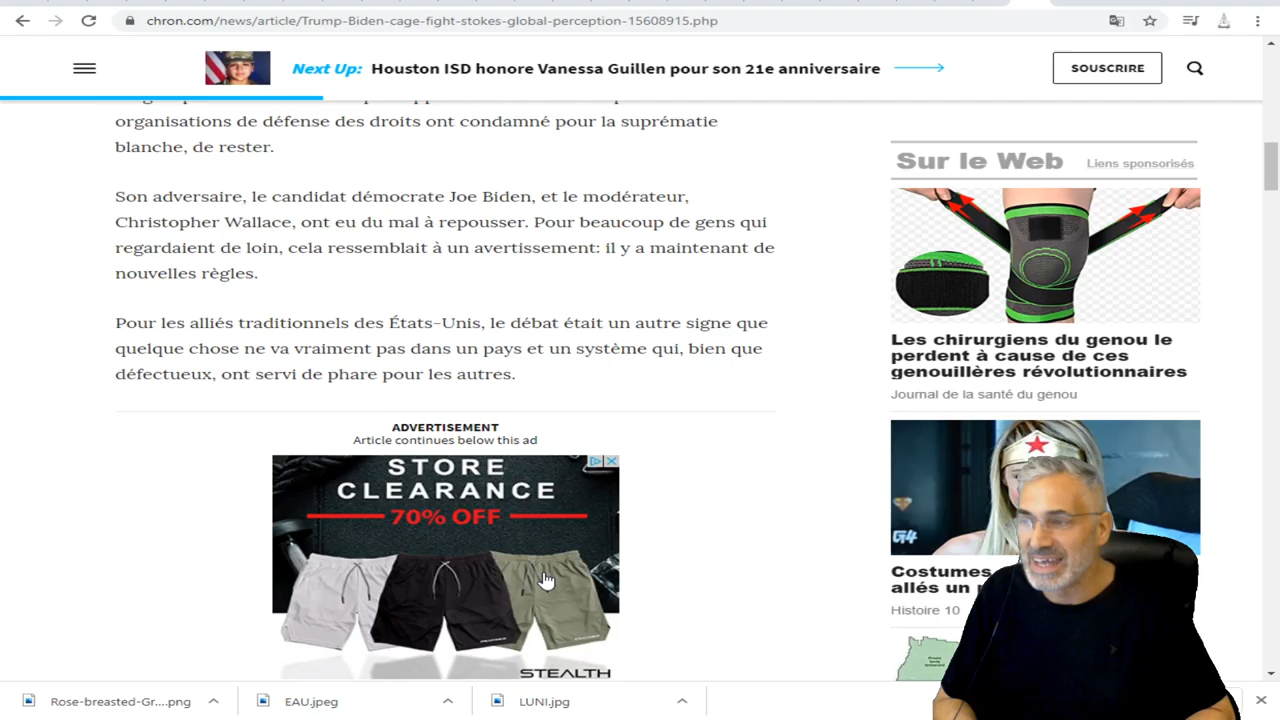 chron.com/news/article/Trump-Biden-cage-fight-stokes-global-perception-15608915.php
Next Up: Houston ISD honore Vanessa Guillen pour son 21e anniversaire
SOUSCRIRE
organisations de défense des droits ont condamné pour la suprématie
blanche, de rester.
Son adversaire, le candidat démocrate Joe Biden, et le modérateur,
Christopher Wallace, ont eu du mal à repousser. Pour beaucoup de gens qui
regardaient de loin, cela ressemblait à un avertissement: il y a maintenant de
nouvelles règles.
Pour les alliés traditionnels des États-Unis, le débat était un autre signe que
quelque chose ne va vraiment pas dans un pays et un système qui, bien que
défectueux, ont servi de phare pour les autres.
ADVERTISEMENT
Article continues below this ad
STORE
CLEARANCE
70% OFF
STEALTH
Sur le Web
Liens sponsorisés
Les chirurgiens du genou le
perdent à cause de ces
genouillères révolutionnaires
Journal de la santé du genou
G4
Costumes
allés un
Histoire 10
Rose-breasted-Gr....png
EAU.jpeg
LUNI.jpg